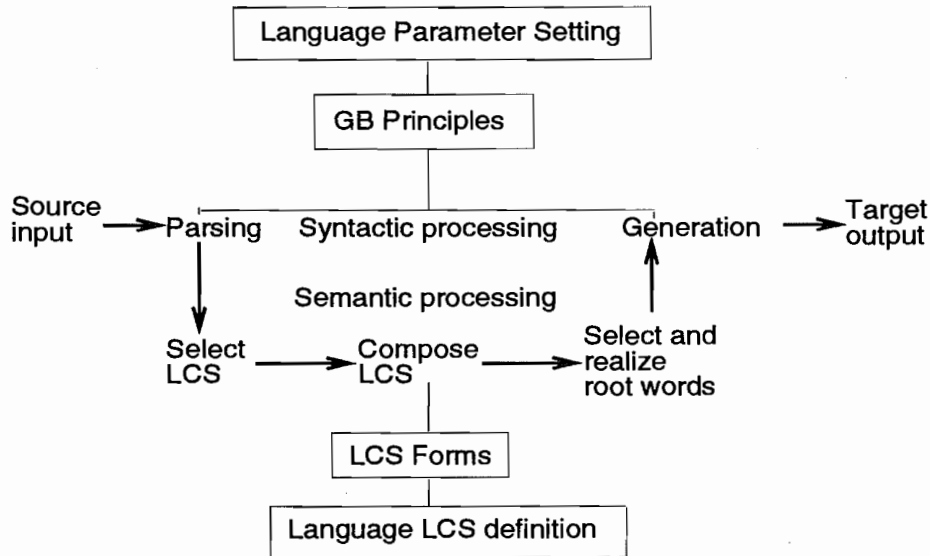 Language Parameter Setting
GB Principles
Source
input
Parsing
Syntactic processing
Generation
Target
output
Semantic processing
Select
LCS
Compose
LCS
Select and
realize
root words
LCS Forms
Language LCS definition